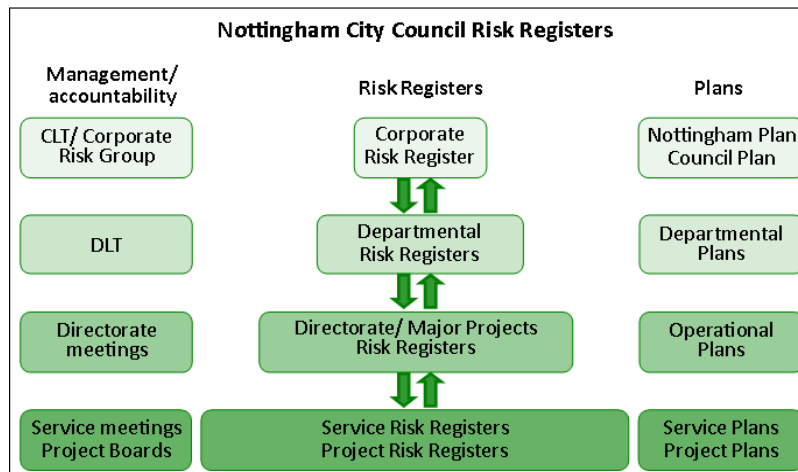 Nottingham City Council Risk Registers
Management/
accountability
Risk Registers
Plans
CLT/ Corporate
Risk Group
Corporate
Risk Register
Nottingham Plan
Council Plan
DLT
Departmental
Risk Registers
Departmental
Plans
Directorate
meetings
Directorate/ Major Projects
Risk Registers
Operational
Plans
Service meetings
Project Boards
Service Risk Registers
Project Risk Registers
Service Plans
Project Plans